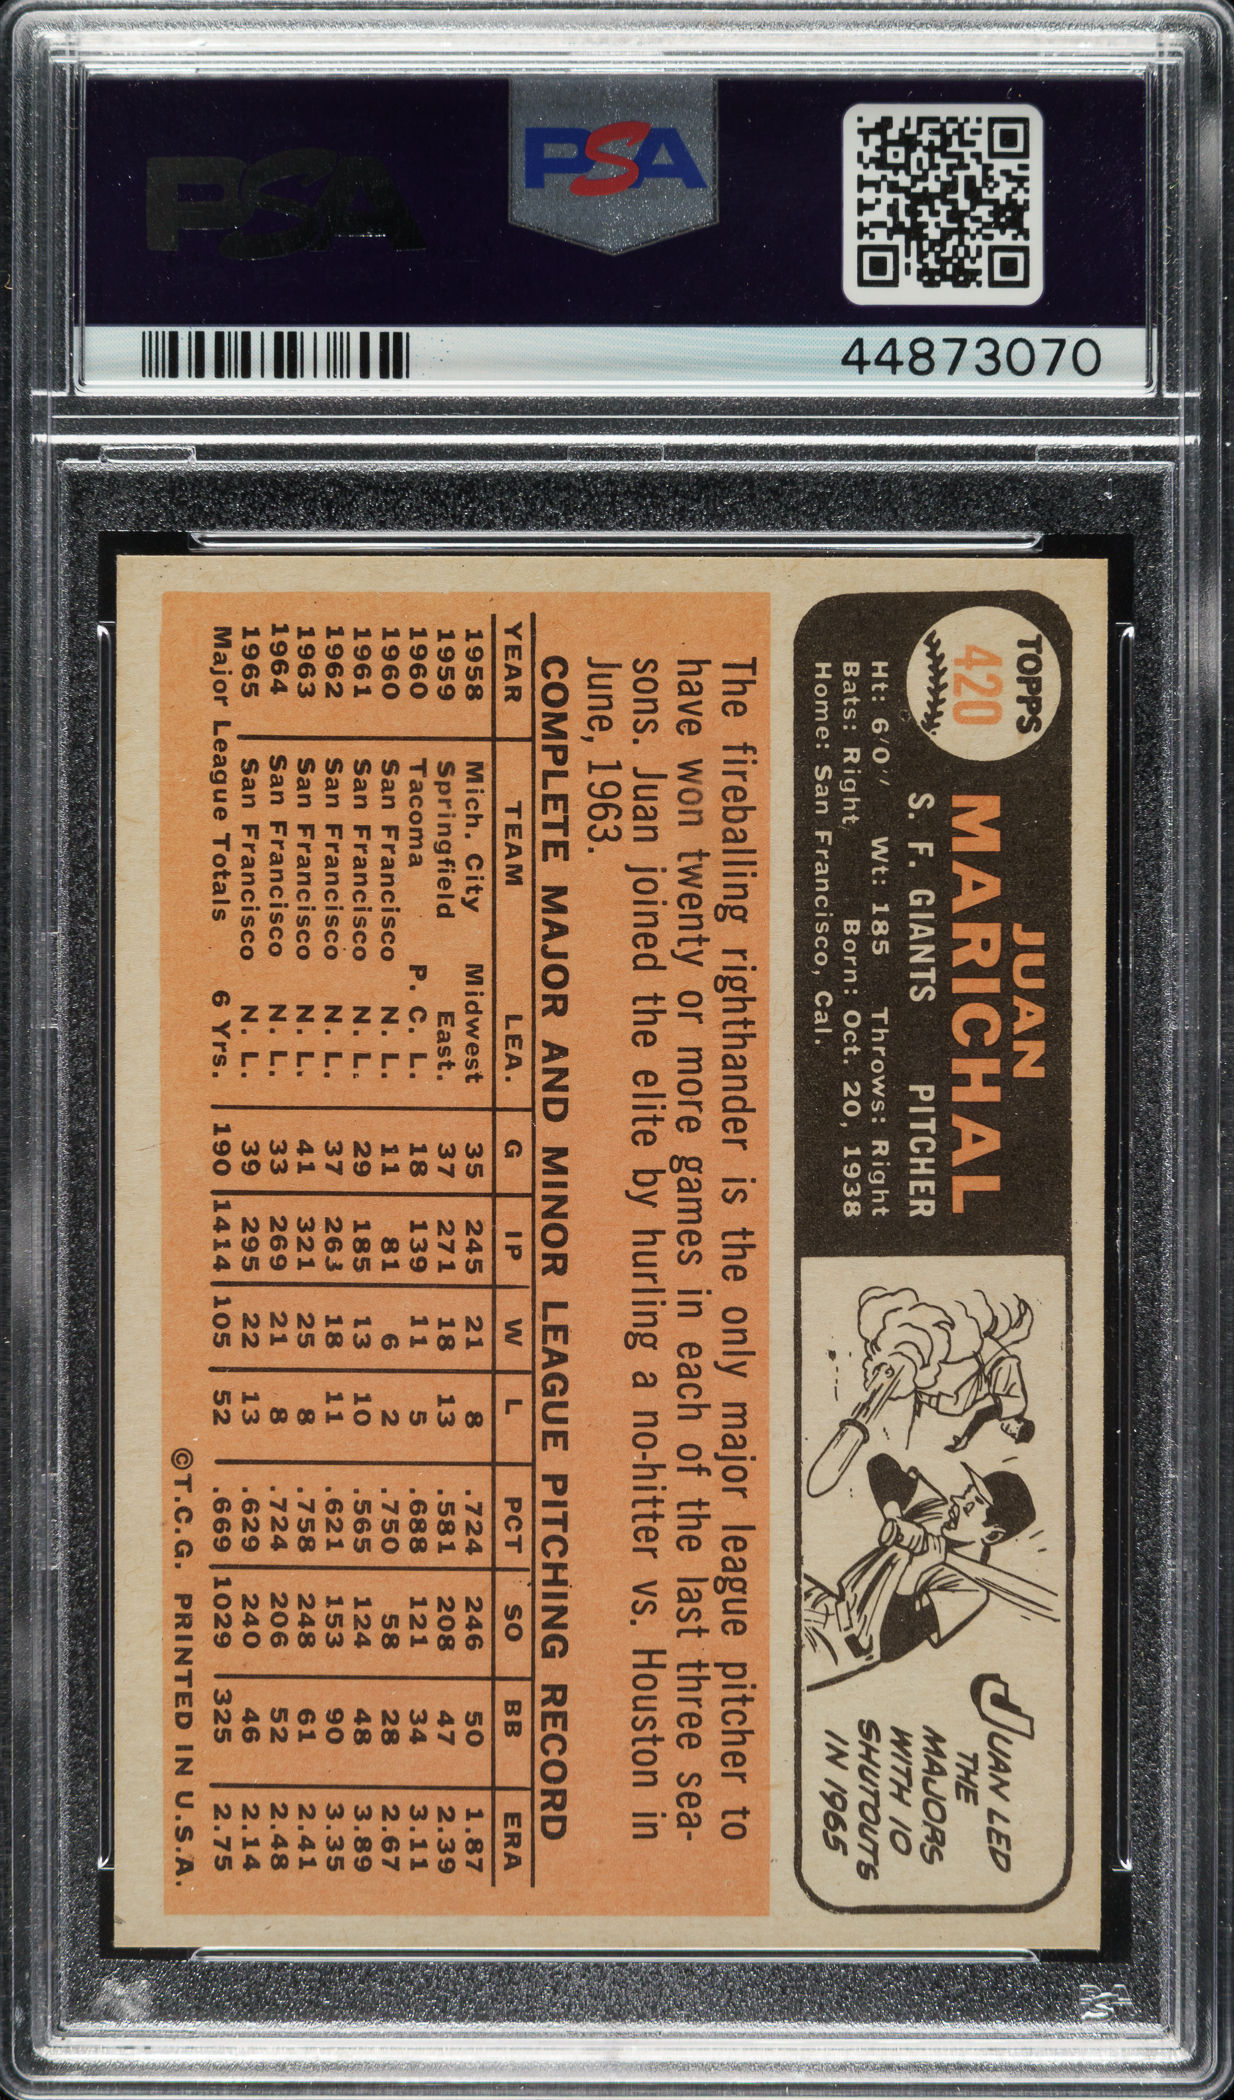 PSA
PSA
44873070
TOPPS
420
JUAN
MARICHAL
S. F. GIANTS PITCHER
Ht: 6'0" Wt: 185 Throws: Right
Bats: Right Born: Oct. 20, 1938
Home: San Francisco, Cal.
JUAN LED
THE
MAJORS
WITH 10
SHUTOUTS
IN 1965
The fireballing righthander is the only major league pitcher to
have won twenty or more games in each of the last three sea-
sons. Juan joined the elite by hurling a no-hitter vs. Houston in
June, 1963.
COMPLETE MAJOR AND MINOR LEAGUE PITCHING RECORD
YEAR TEAM LEA. G IP W L PCT SO BB ERA
1958 Mich. City Midwest 35 245 21 8 .724 246 50 1.87
1959 Springfield East. 37 271 18 13 .581 208 47 2.39
1960 Tacoma P. C. L. 18 139 11 5 .688 121 34 3.11
1960 San Francisco N. L. 11 81 6 2 .750 58 28 2.67
1961 San Francisco N. L. 29 185 13 10 .565 124 48 3.89
1962 San Francisco N. L. 37 263 18 11 .621 153 90 3.35
1963 San Francisco N. L. 41 321 25 8 .758 248 61 2.41
1964 San Francisco N. L. 33 269 21 8 .724 206 52 2.48
1965 San Francisco N. L. 39 295 22 13 .629 240 46 2.14
Major League Totals 6 Yrs. 190 1414 105 52 .669 1029 325 2.75
©T.C.G. PRINTED IN U.S.A.
PSA